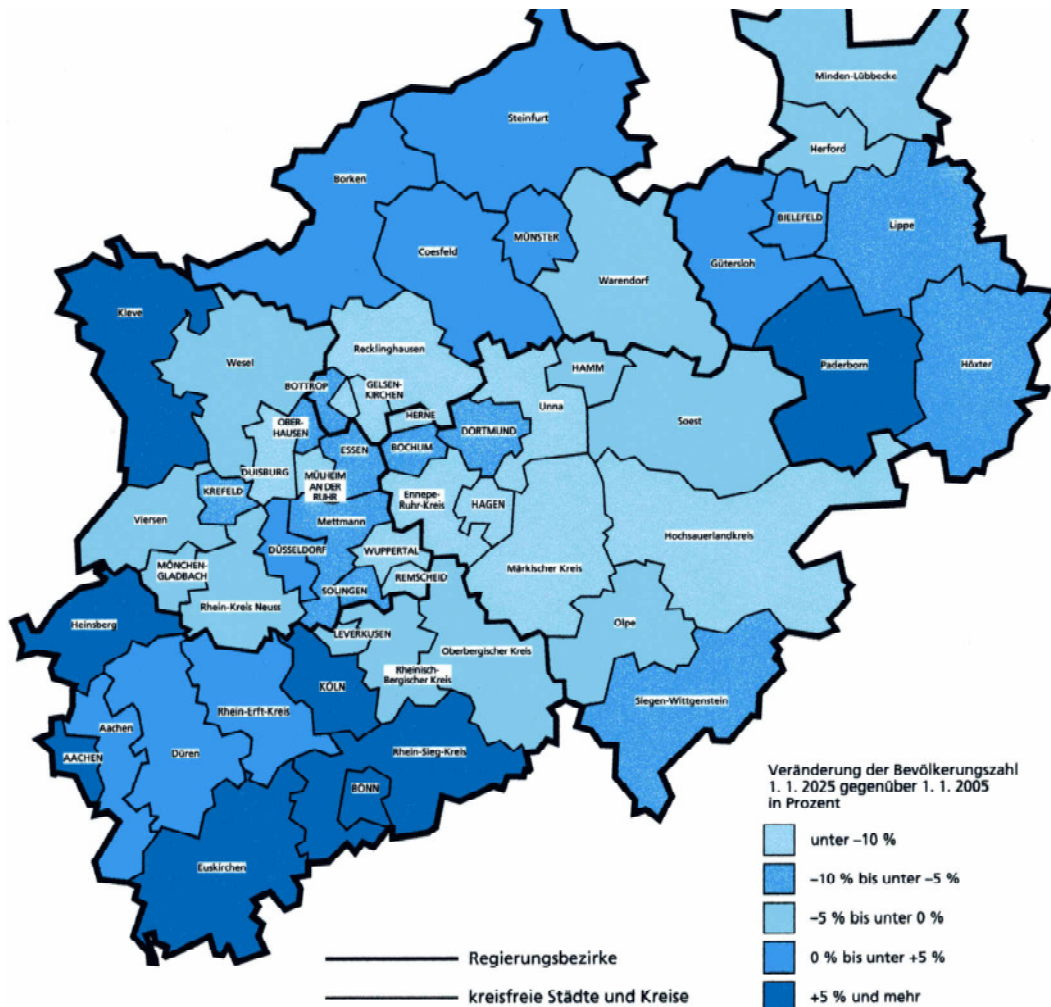 Minden-Lübbecke
Steinfurt
Herford
Borken
BIELEFELD
Lippe
MÜNSTER
Coesfeld
Gütersloh
Warendorf
Kleve
Recklinghausen
Wesel
Paderborn
Höxter
HAMM
BOTTROP
GELSEN-
KIRCHEN
Unna
HERNE
Soest
OBER-
HAUSEN
DORTMUND
ESSEN
BOCHUM
DUISBURG
MÜLHEIM
AN DER
RUHR
KREFELD
Ennepe-
Ruhr-Kreis
HAGEN
Viersen
Mettmann
Hochsauerlandkreis
DÜSSELDORF
WUPPERTAL
MÖNCHEN-
GLADBACH
Märkischer Kreis
REMSCHEID
SOLINGEN
Rhein-Kreis Neuss
Heinsberg
Olpe
LEVERKUSEN
Oberbergischer Kreis
Rheinisch-
Bergischer Kreis
KÖLN
Siegen-Wittgenstein
Rhein-Erft-Kreis
Aachen
AACHEN
Düren
Rhein-Sieg-Kreis
BONN
Euskirchen
Veränderung der Bevölkerungszahl
1. 1. 2025 gegenüber 1. 1. 2005
in Prozent
unter –10 %
–10 % bis unter –5 %
–5 % bis unter 0 %
0 % bis unter +5 %
+5 % und mehr
Regierungsbezirke
kreisfreie Städte und Kreise